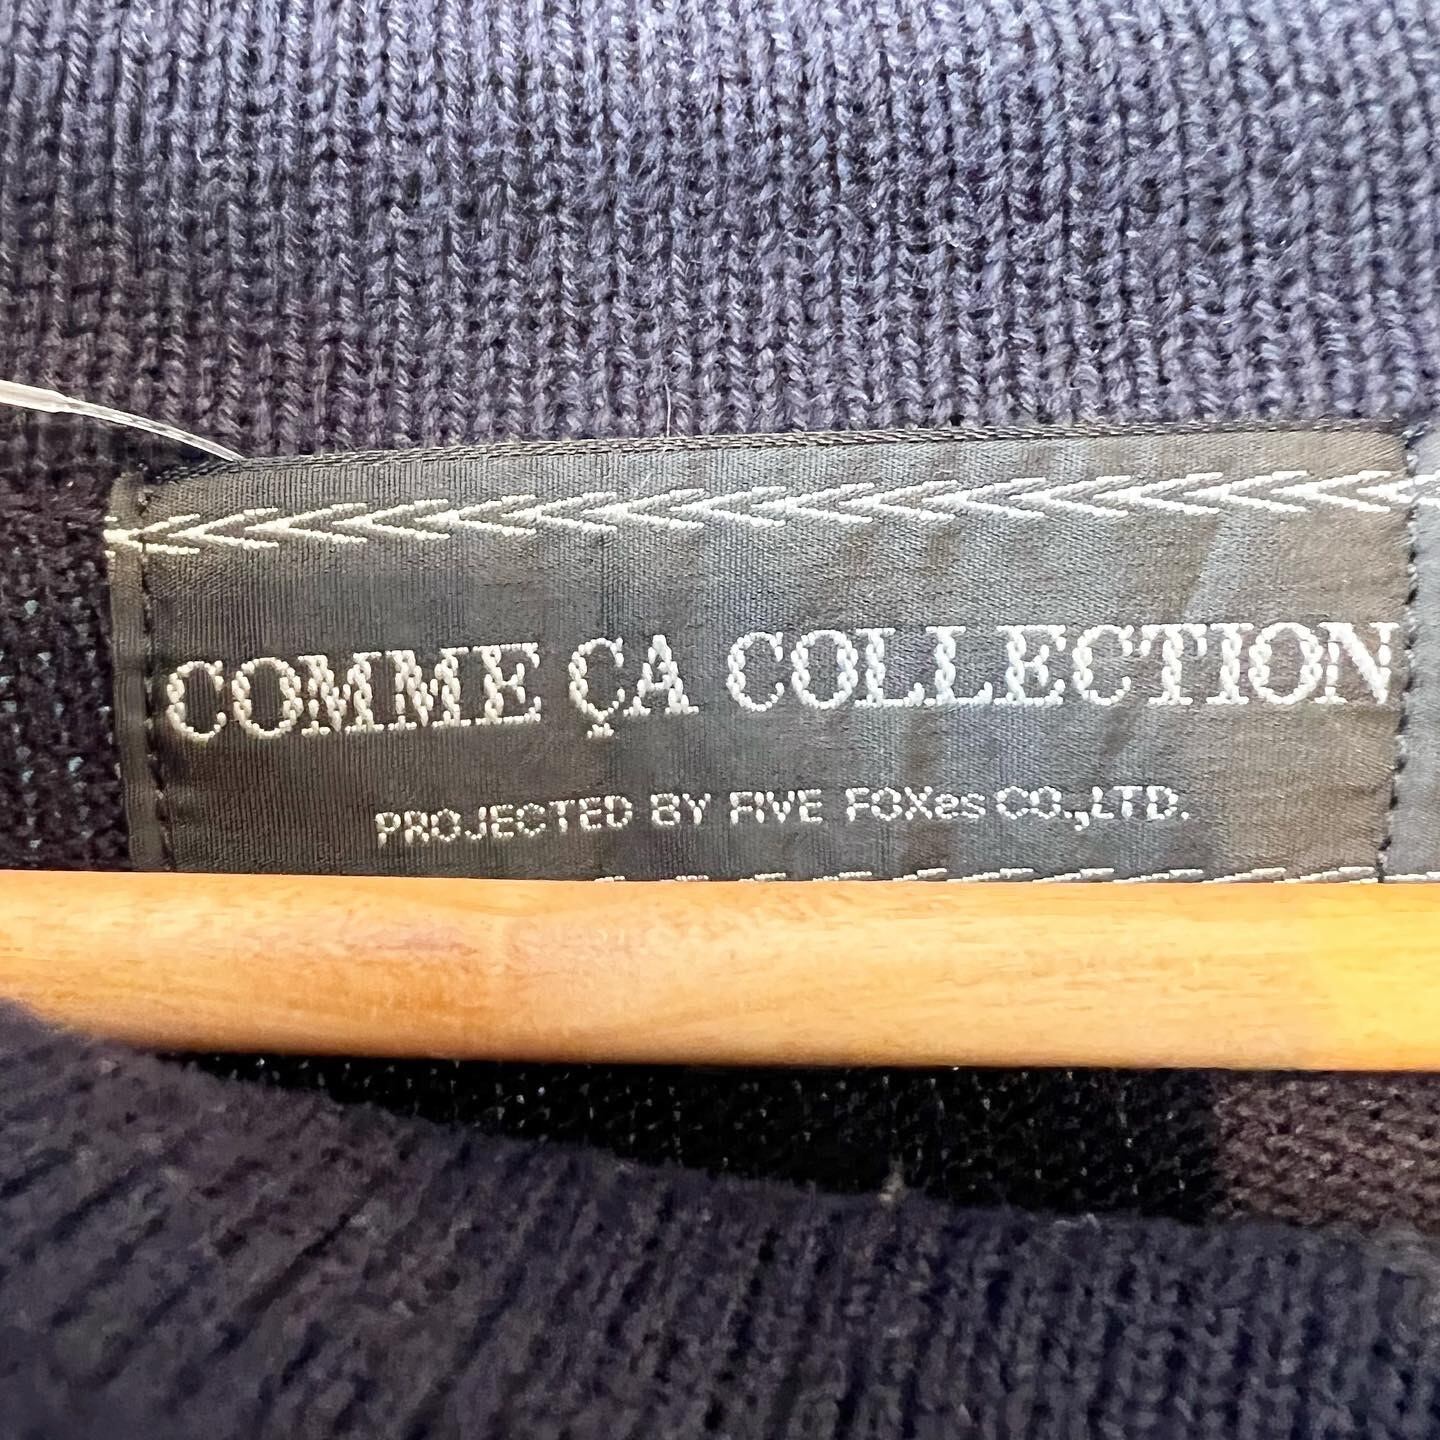 COMME ÇA COLLECTION
PROJECTED BY FIVE FOXes CO.,LTD.